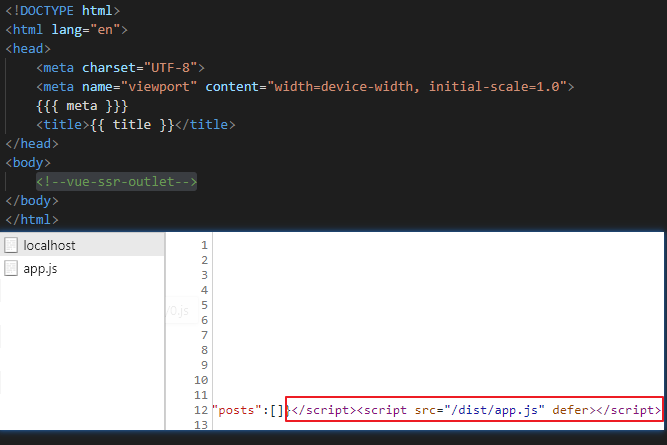 <!DOCTYPE html>
<html lang="en">
<head>
    <meta charset="UTF-8">
    <meta name="viewport" content="width=device-width, initial-scale=1.0">
    {{{ meta }}}
    <title>{{ title }}</title>
</head>
<body>
    <!--vue-ssr-outlet-->
</body>
</html>
localhost
app.js
/0.js
1
2
3
4
5
6
7
8
9
10
11
12 "posts":[]}</script><script src="/dist/app.js" defer></script>
13